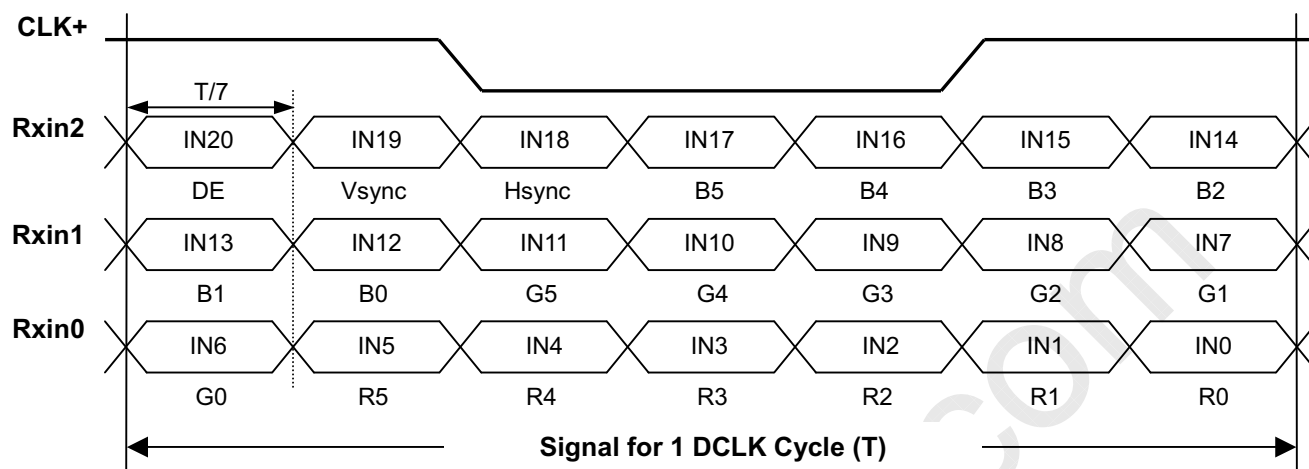 CLK+
T/7
Rxin2
IN20 IN19 IN18 IN17 IN16 IN15 IN14
DE Vsync Hsync B5 B4 B3 B2
Rxin1
IN13 IN12 IN11 IN10 IN9 IN8 IN7
B1 B0 G5 G4 G3 G2 G1
Rxin0
IN6 IN5 IN4 IN3 IN2 IN1 IN0
G0 R5 R4 R3 R2 R1 R0
Signal for 1 DCLK Cycle (T)
com